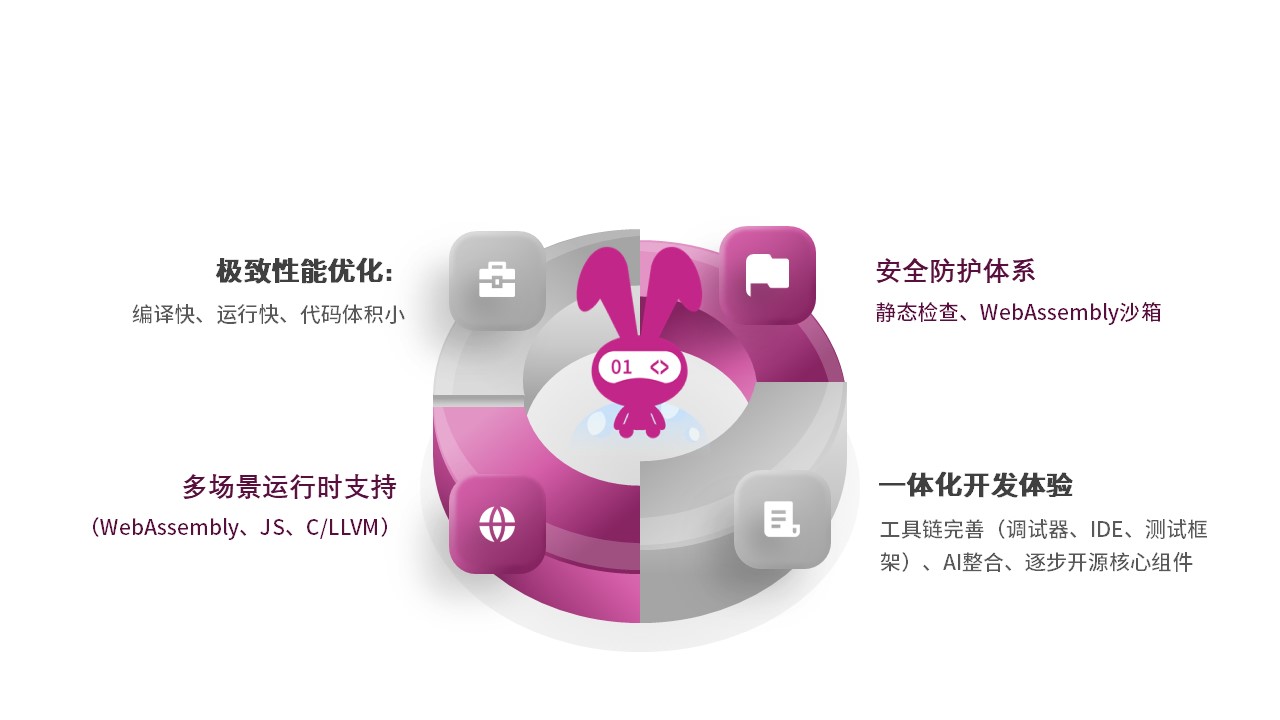 极致性能优化:
编译快、运行快、代码体积小
安全防护体系
静态检查、WebAssembly沙箱
01 <>
多场景运行时支持
（WebAssembly、JS、C/LLVM）
一体化开发体验
工具链完善（调试器、IDE、测试框
架）、AI整合、逐步开源核心组件